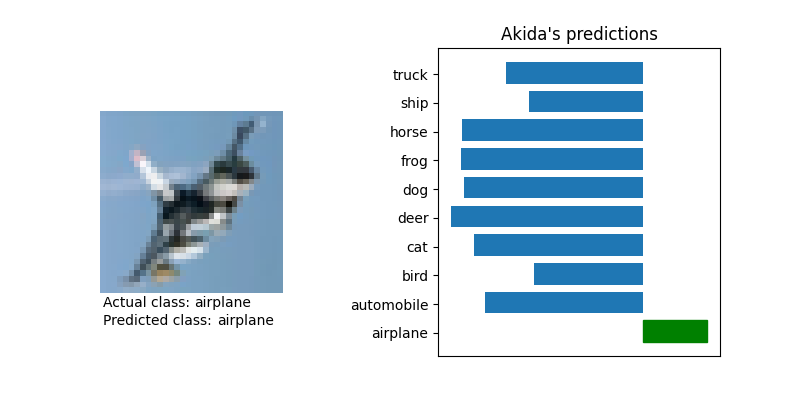 Akida's predictions
truck
ship
horse
frog
dog
deer
cat
bird
automobile
airplane
Actual class: airplane
Predicted class: airplane